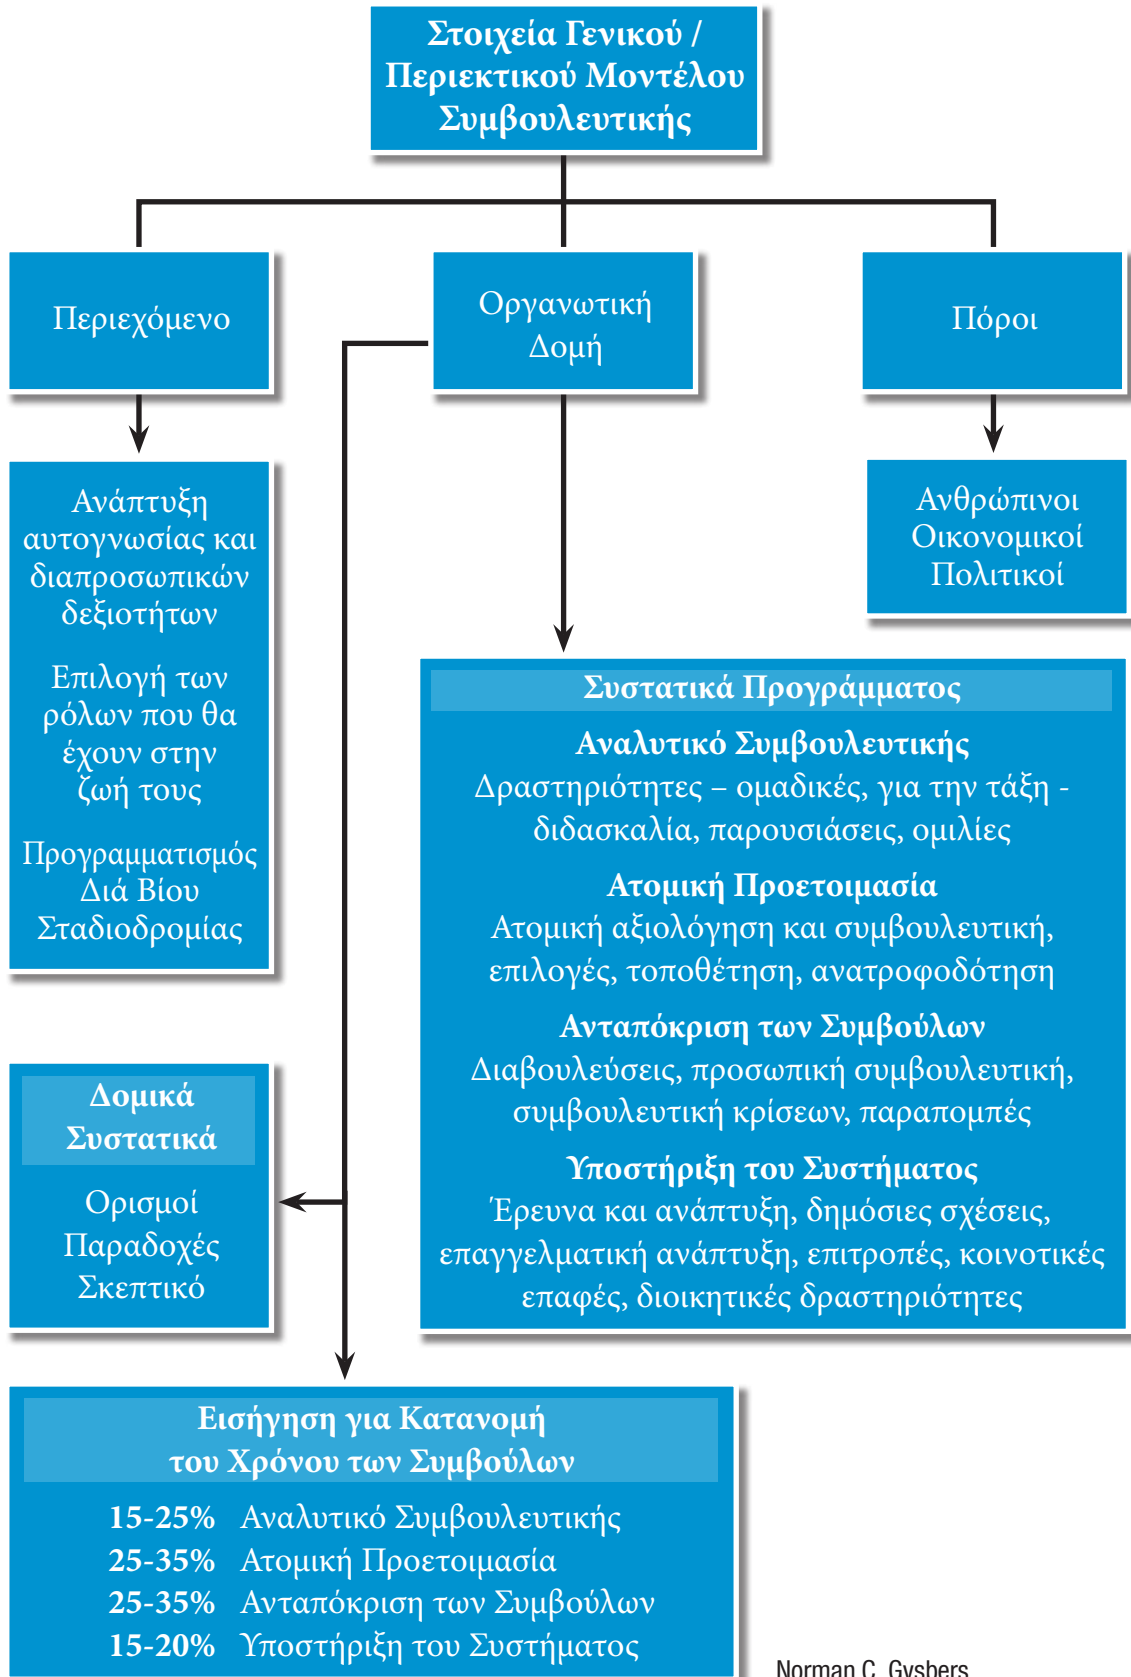 Στοιχεία Γενικού /
Περιεκτικού Μοντέλου
Συμβουλευτικής
Περιεχόμενο
Οργανωτική
Δομή
Πόροι
Ανάπτυξη
αυτογνωσίας και
διαπροσωπικών
δεξιοτήτων
Επιλογή των
ρόλων που θα
έχουν στην
ζωή τους
Προγραμματισμός
Διά Βίου
Σταδιοδρομίας
Ανθρώπινοι
Οικονομικοί
Πολιτικοί
Συστατικά Προγράμματος
Αναλυτικό Συμβουλευτικής
Δραστηριότητες – ομαδικές, για την τάξη -
διδασκαλία, παρουσιάσεις, ομιλίες
Ατομική Προετοιμασία
Ατομική αξιολόγηση και συμβουλευτική,
επιλογές, τοποθέτηση, ανατροφοδότηση
Ανταπόκριση των Συμβούλων
Διαβουλεύσεις, προσωπική συμβουλευτική,
συμβουλευτική κρίσεων, παραπομπές
Υποστήριξη του Συστήματος
Έρευνα και ανάπτυξη, δημόσιες σχέσεις,
επαγγελματική ανάπτυξη, επιτροπές, κοινοτικές
επαφές, διοικητικές δραστηριότητες
Δομικά
Συστατικά
Ορισμοί
Παραδοχές
Σκεπτικό
Εισήγηση για Κατανομή
του Χρόνου των Συμβούλων
15-25% Αναλυτικό Συμβουλευτικής
25-35% Ατομική Προετοιμασία
25-35% Ανταπόκριση των Συμβούλων
15-20% Υποστήριξη του Συστήματος
Norman C. Gysbers